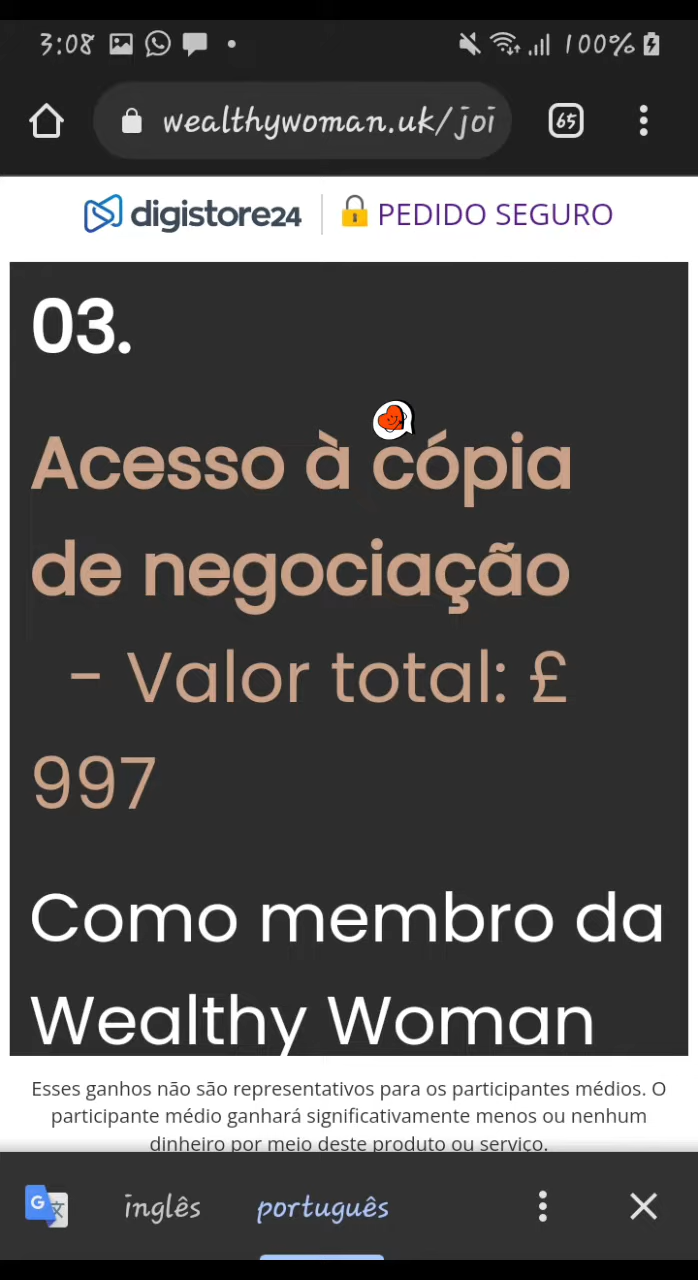 3:08
100%
wealthywoman.uk/joi
65
digistore24
PEDIDO SEGURO
03.
Acesso à cópia
de negociação
- Valor total: £
997
Como membro da
Wealthy Woman
Esses ganhos não são representativos para os participantes médios. O
participante médio ganhará significativamente menos ou nenhum
dinheiro por meio deste produto ou serviço.
G
inglês
português